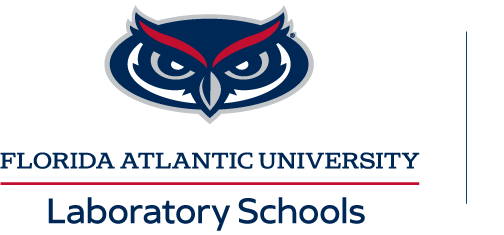 FLORIDA ATLANTIC UNIVERSITY
Laboratory Schools